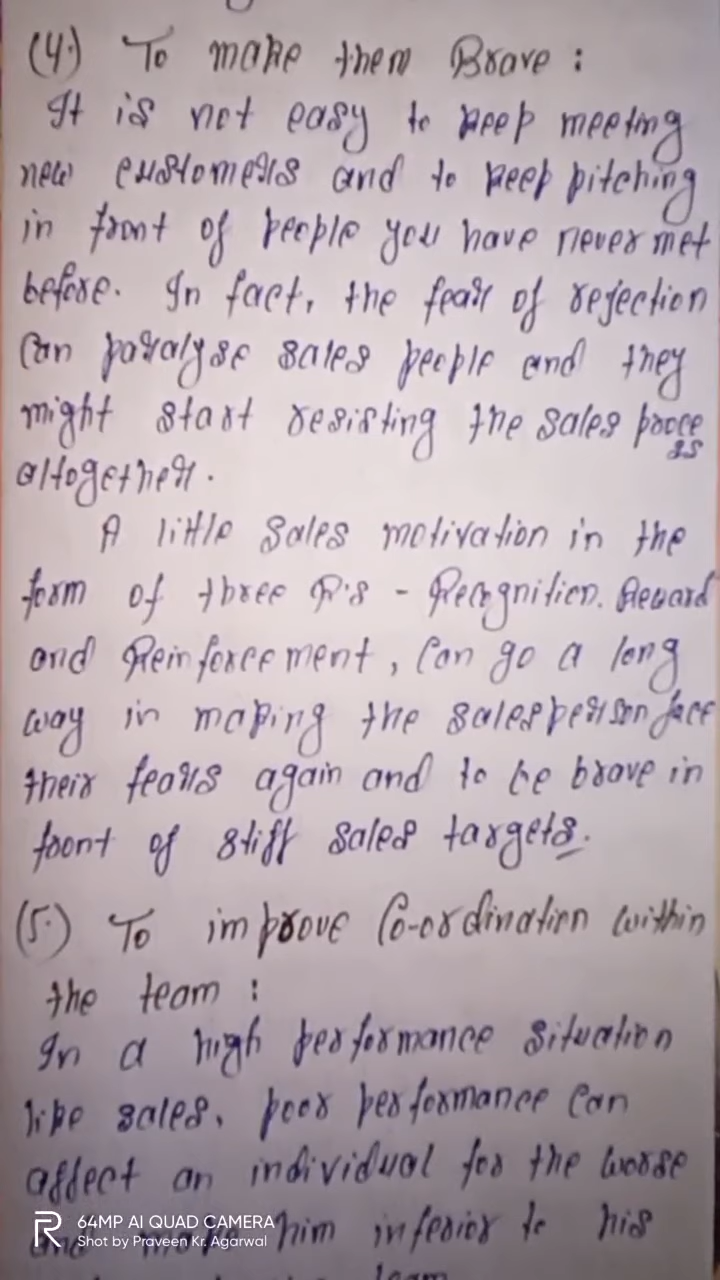 (4.) To make them Brave :
It is not easy to keep meeting
new customers and to keep pitching
in front of people you have never met
before. In fact, the fear of rejection
Can paralyse sales people and they
might start resisting the sales proce
ss
altogether.
A little Sales motivation in the
form of three R's - Recognition. Reward
and Reinforcement, Can go a long
way in making the salesperson face
their fears again and to be brave in
front of stiff sales targets.
(5.) To improve Co-ordination within
the team :
In a high performance situation
like sales, poor performance can
affect an individual for the worse
and make him inferior to his
team
64MP AI QUAD CAMERA
Shot by Praveen Kr. Agarwal